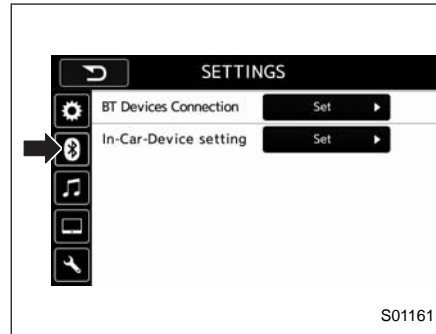 SETTINGS
BT Devices Connection Set
In-Car-Device setting Set
S01161